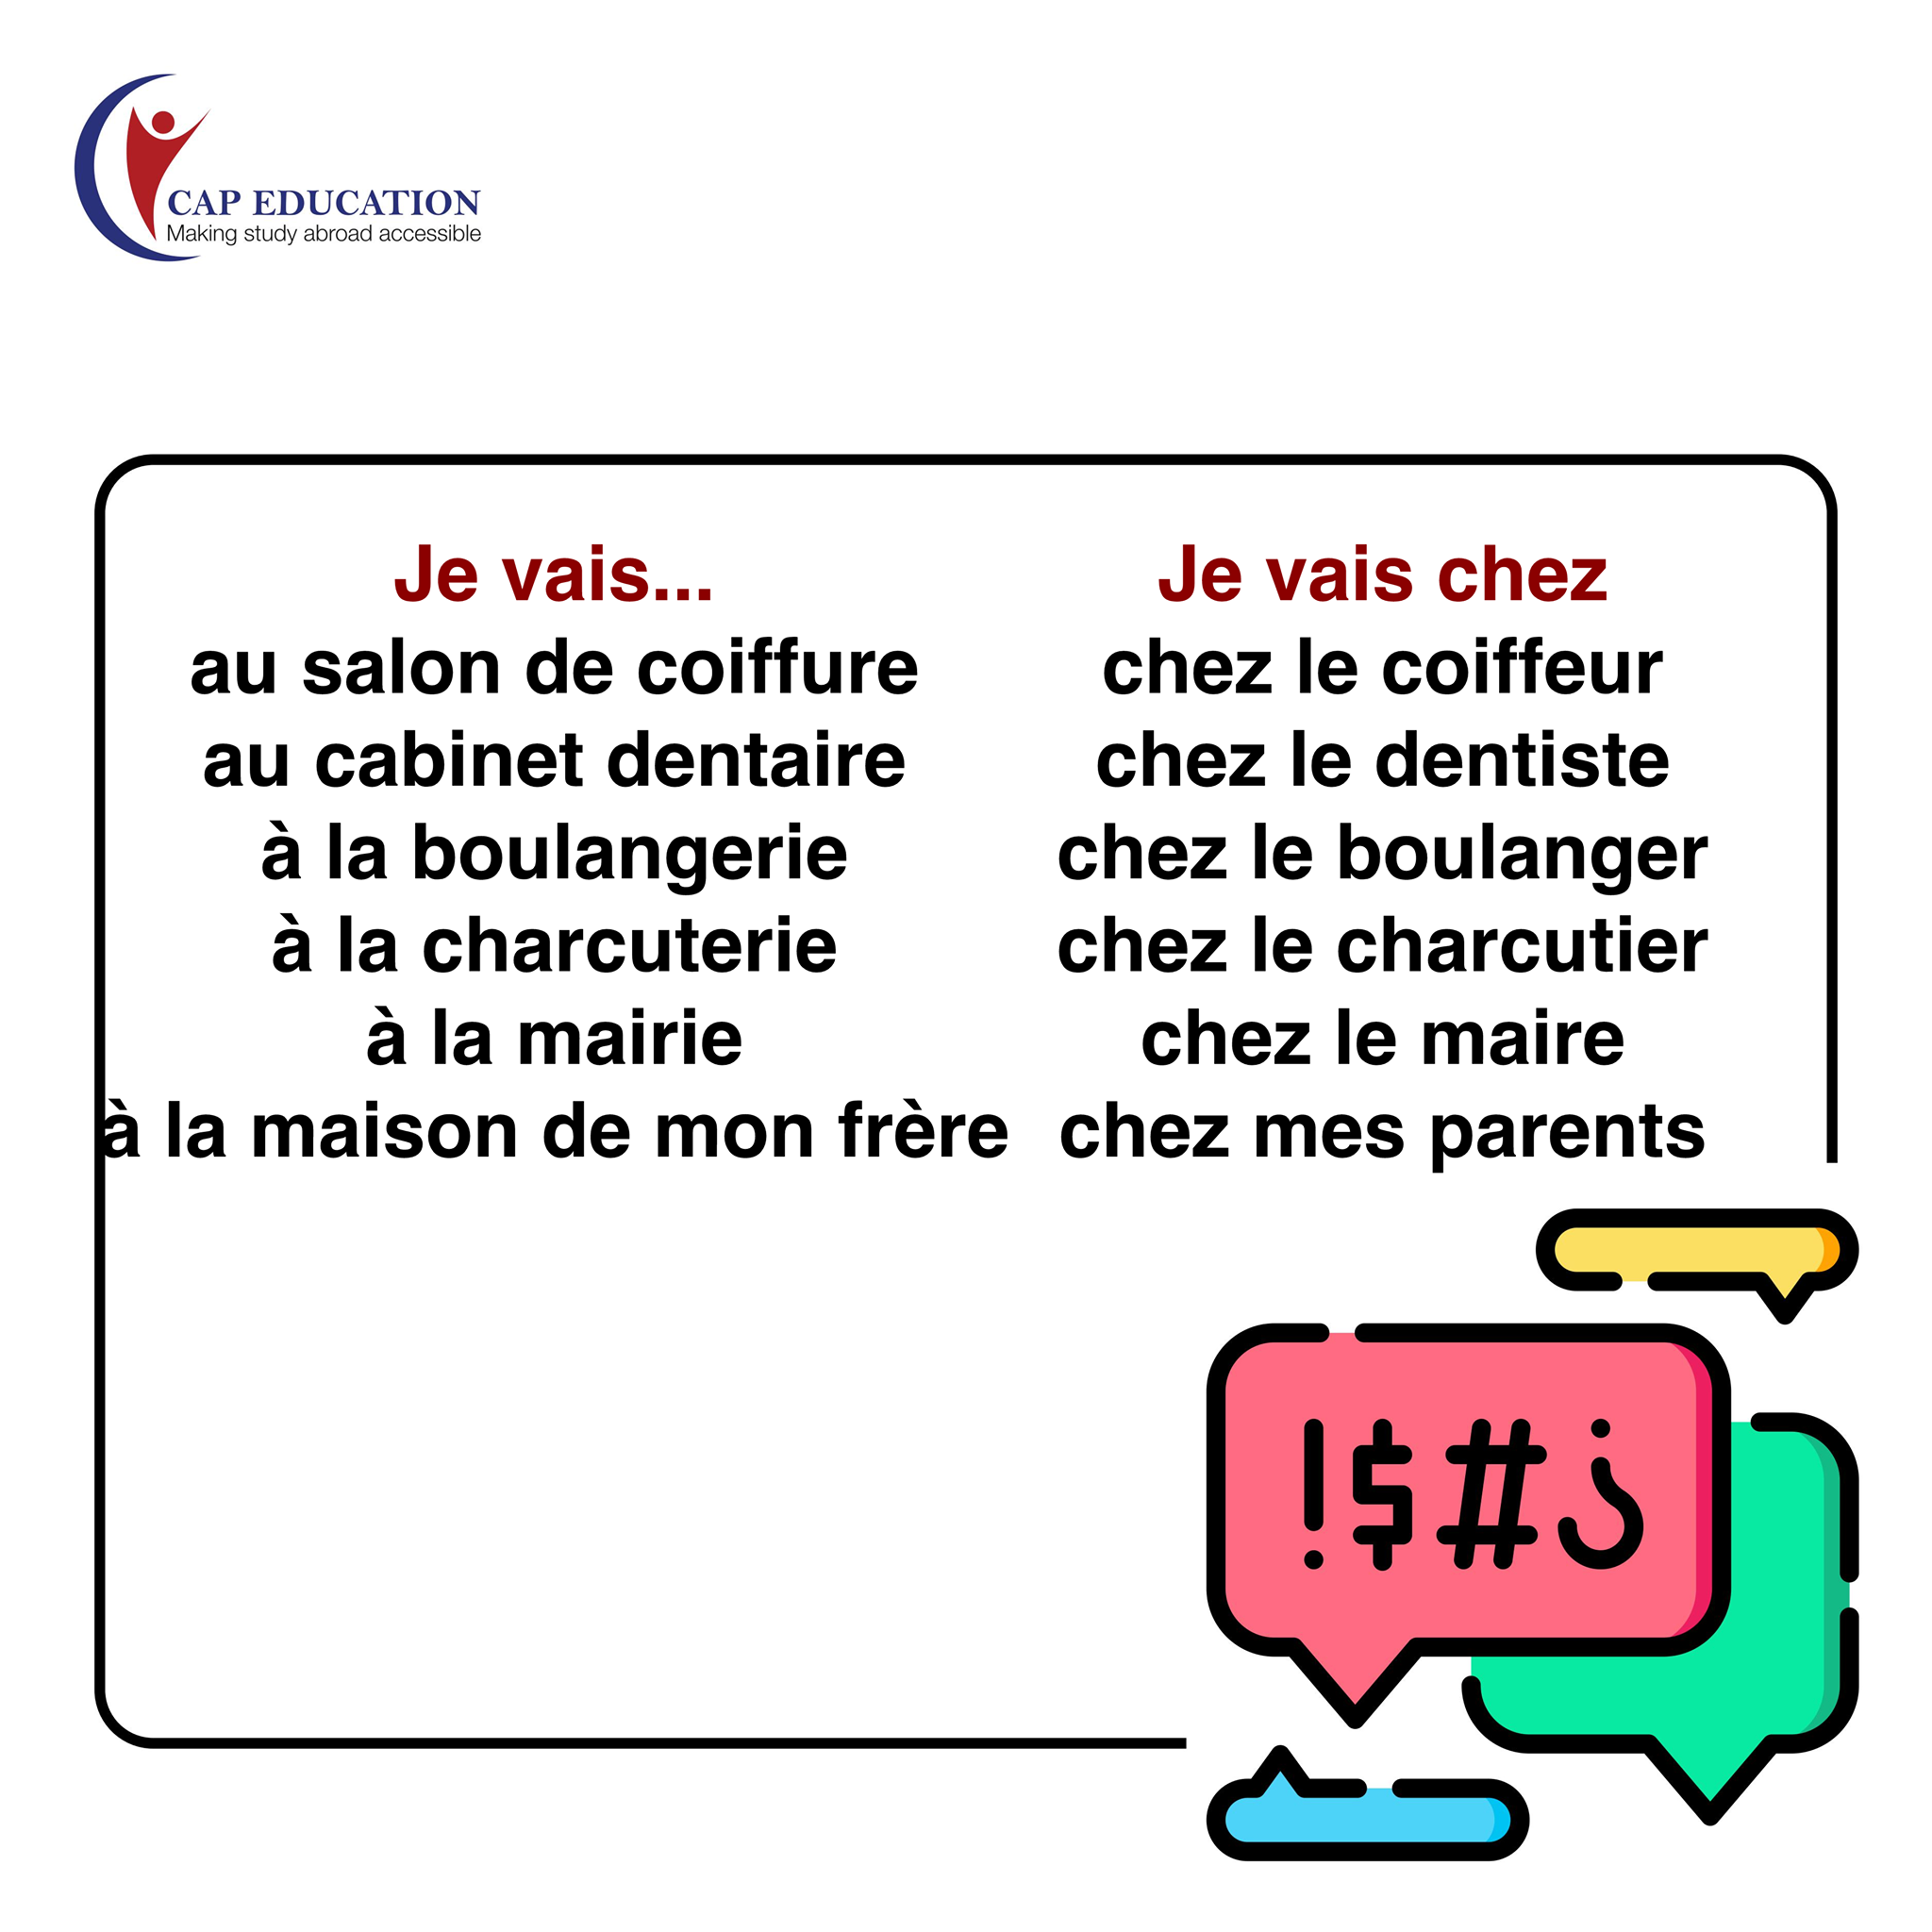 CAP EDUCATION
Making study abroad accessible
Je vais...
au salon de coiffure
au cabinet dentaire
à la boulangerie
à la charcuterie
à la mairie
à la maison de mon frère
Je vais chez
chez le coiffeur
chez le dentiste
chez le boulanger
chez le charcutier
chez le maire
chez mes parents
!$#¿